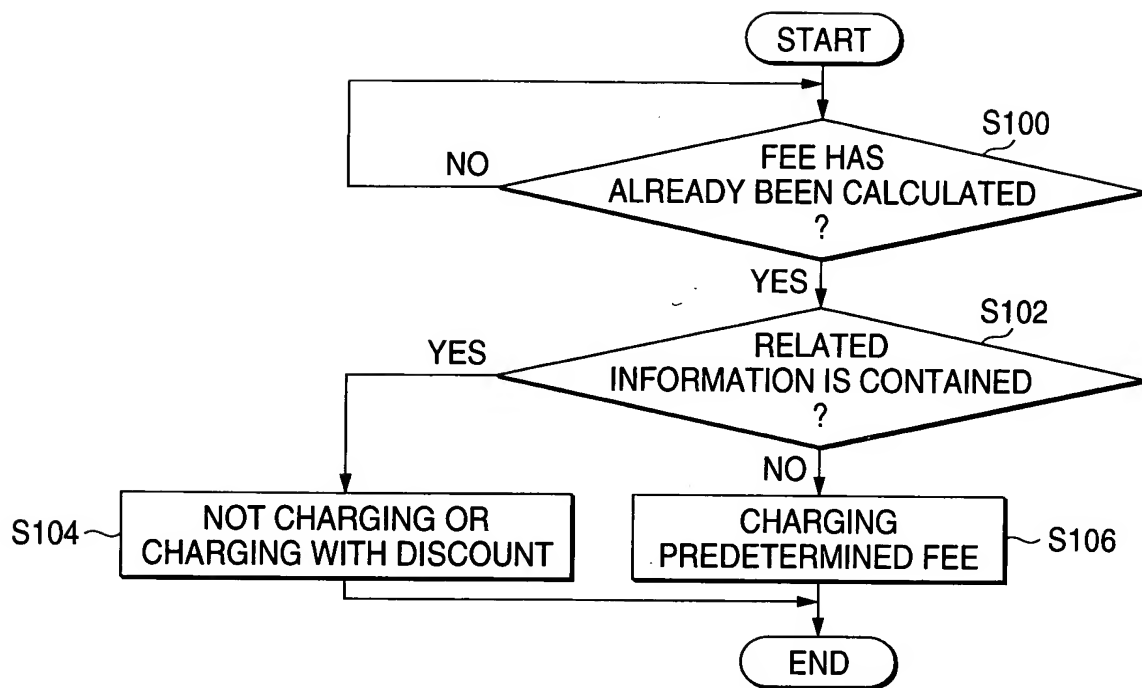 START
S100
FEE HAS
ALREADY BEEN CALCULATED
?
NO
YES
S102
RELATED
INFORMATION IS CONTAINED
?
YES
NO
S104
NOT CHARGING OR
CHARGING WITH DISCOUNT
CHARGING
PREDETERMINED FEE
S106
END